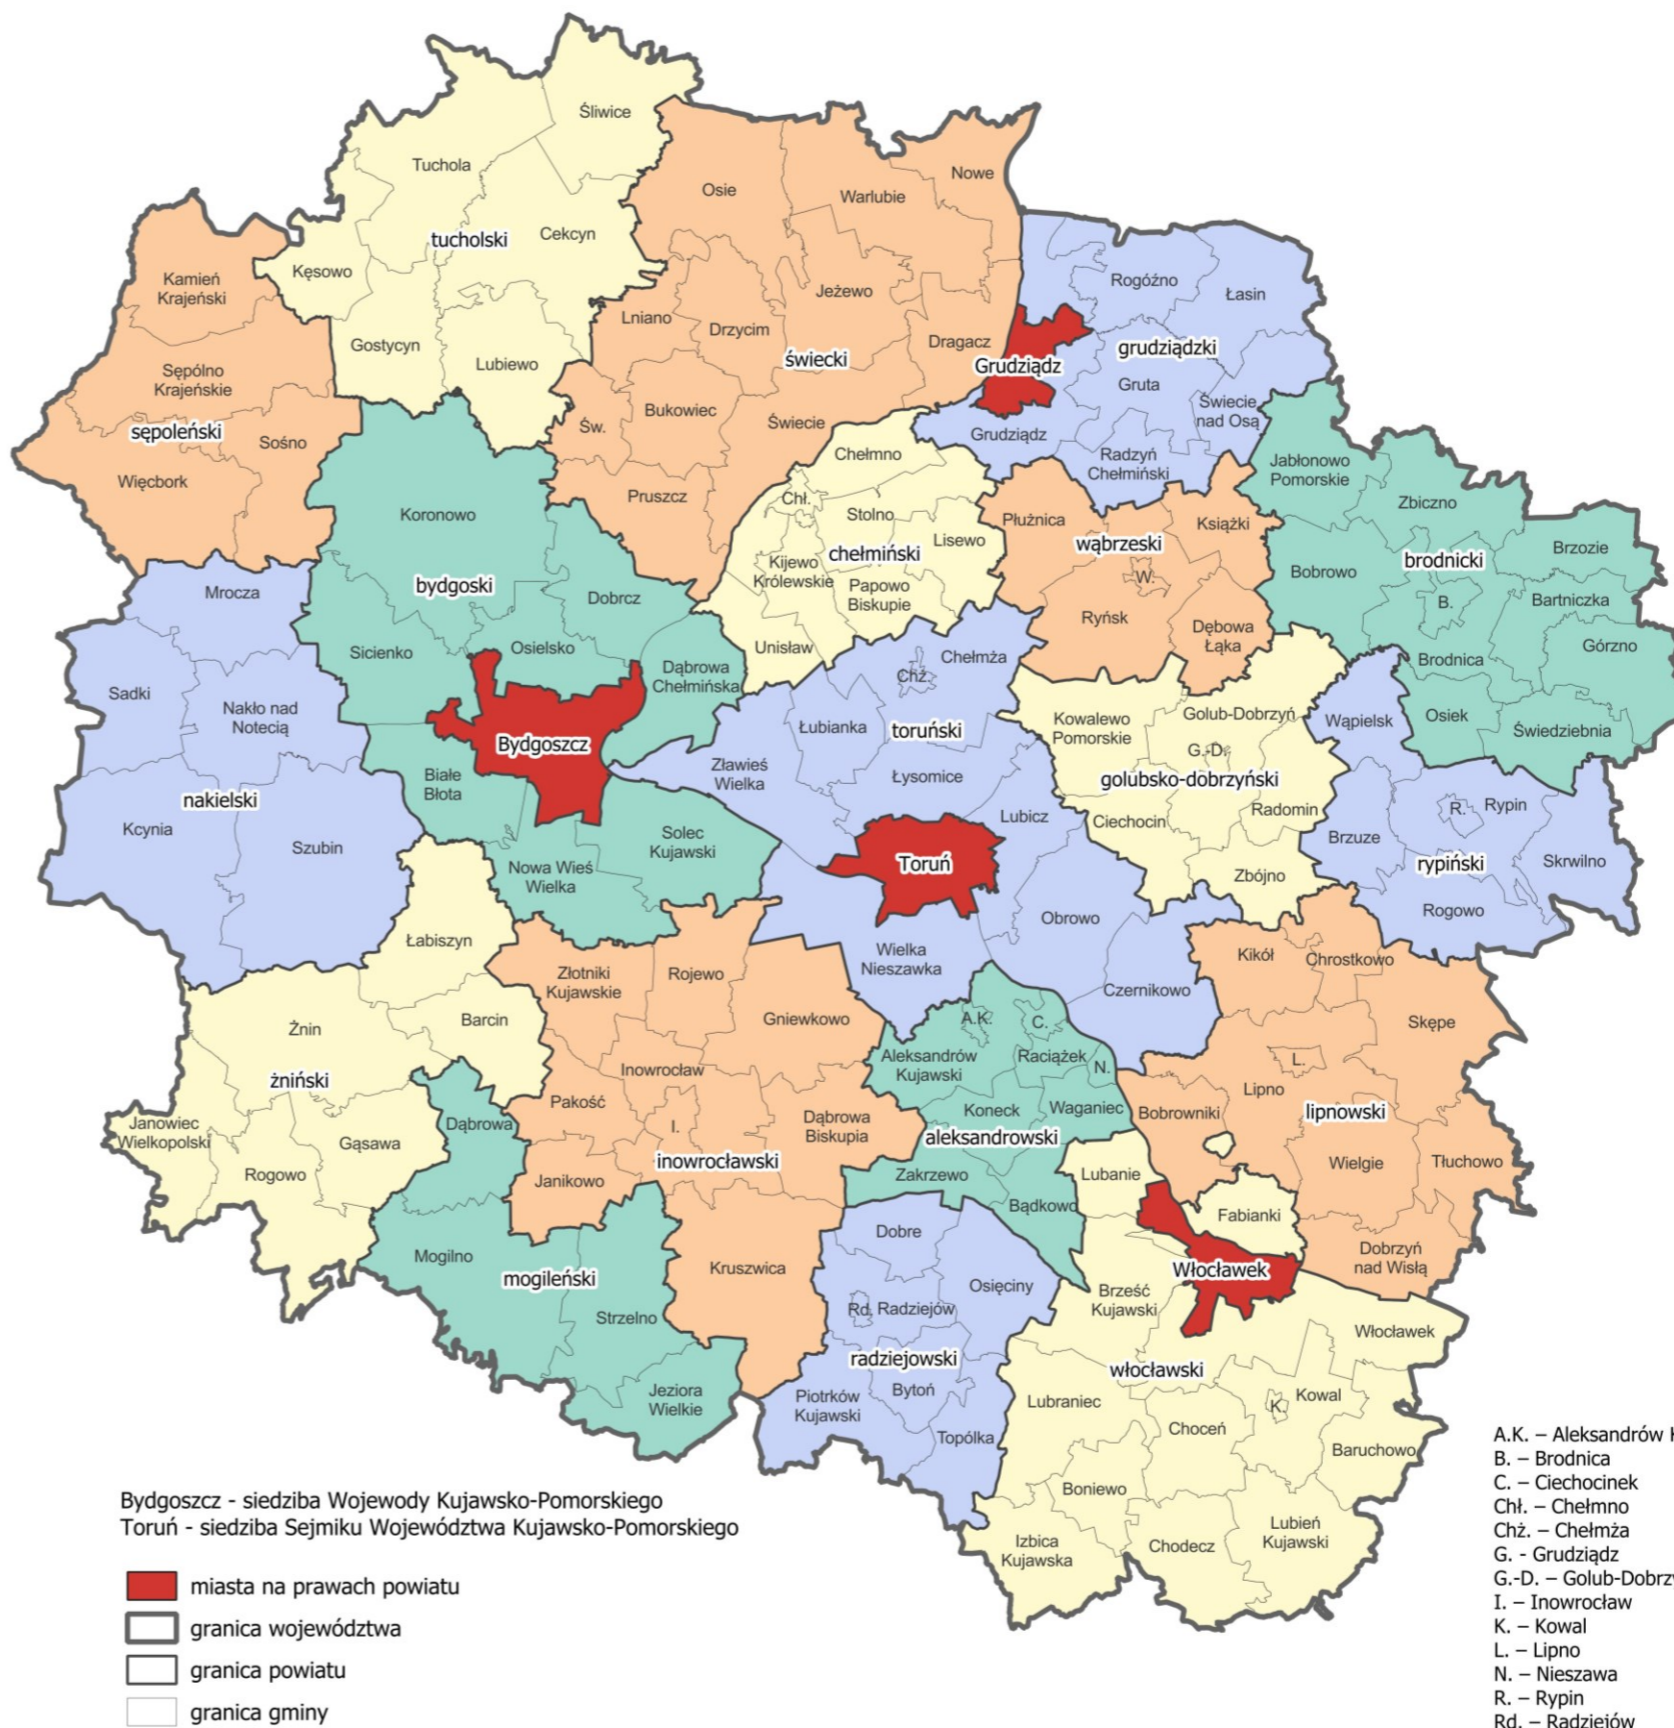 Śliwice
Tuchola
Nowe
Osie
Warlubie
Cekcyn
tucholski
Kęsowo
Kamień
Krajeński
Rogóźno
Łasin
Jeżewo
Lniano
Drzycim
Gostycyn
Dragacz
grudziądzki
świecki
Lubiewo
Grudziądz
Sępólno
Krajeńskie
Gruta
Świecie
nad Osą
Bukowiec
Św.
Świecie
sępoleński
Sośno
Grudziądz
Chełmno
Radzyń
Chełmiński
Jabłonowo
Pomorskie
Więcbork
Pruszcz
Chł.
Zbiczno
Koronowo
Stolno
Płużnica
Książki
Lisewo
wąbrzeski
chełmiński
Brzozie
brodnicki
Kijewo
Królewskie
Bobrowo
W.
bydgoski
Papowo
Biskupie
Mrocza
Dobrcz
B.
Bartniczka
Ryńsk
Dębowa
Łąka
Unisław
Osielsko
Sicienko
Chełmża
Górzno
Brodnica
Dąbrowa
Chełmińska
Chż.
Sadki
Nakło nad
Notecią
Golub-Dobrzyń
Kowalewo
Pomorskie
Wąpielsk
Osiek
Łubianka
toruński
Świedziebnia
Bydgoszcz
G.-D.
Zławieś
Wielka
Białe
Błota
Łysomice
golubsko-dobrzyński
nakielski
Kcynia
Szubin
Solec
Kujawski
Lubicz
Ciechocin
Radomin
R.
Rypin
Brzuze
Toruń
rypiński
Skrwilno
Nowa Wieś
Wielka
Zbójno
Rogowo
Obrowo
Łabiszyn
Wielka
Nieszawka
Kikół
Chrostkowo
Złotniki
Kujawskie
Rojewo
Czernikowo
Żnin
Barcin
Gniewkowo
A.K.
C.
Skępe
Aleksandrów
Kujawski
Raciążek
N.
L.
żniński
Inowrocław
Lipno
Pakość
Koneck
Waganiec
Bobrowniki
lipnowski
Janowiec
Wielkopolski
Gąsawa
Dąbrowa
I.
Dąbrowa
Biskupia
aleksandrowski
inowrocławski
Rogowo
Janikowo
Zakrzewo
Lubanie
Wielgie
Tłuchowo
Bądkowo
Fabianki
Dobre
Mogilno
mogileński
Kruszwica
Osięciny
Włocławek
Dobrzyń
nad Wisłą
Brześć
Kujawski
Rd.
Radziejów
Strzelno
Włocławek
radziejowski
włocławski
Jeziora
Wielkie
Piotrków
Kujawski
Bytoń
Lubraniec
Kowal
K.
Choceń
Topólka
Baruchowo
Boniewo
Izbica
Kujawska
Chodecz
Lubień
Kujawski
Bydgoszcz - siedziba Wojewody Kujawsko-Pomorskiego
Toruń - siedziba Sejmiku Województwa Kujawsko-Pomorskiego
miasta na prawach powiatu
granica województwa
granica powiatu
granica gminy
A.K. – Aleksandrów
B. – Brodnica
C. – Ciechocinek
Chł. – Chełmno
Chż. – Chełmża
G. - Grudziądz
G.-D. – Golub-Dobrzy
I. – Inowrocław
K. – Kowal
L. – Lipno
N. – Nieszawa
R. – Rypin
Rd. – Radziejów